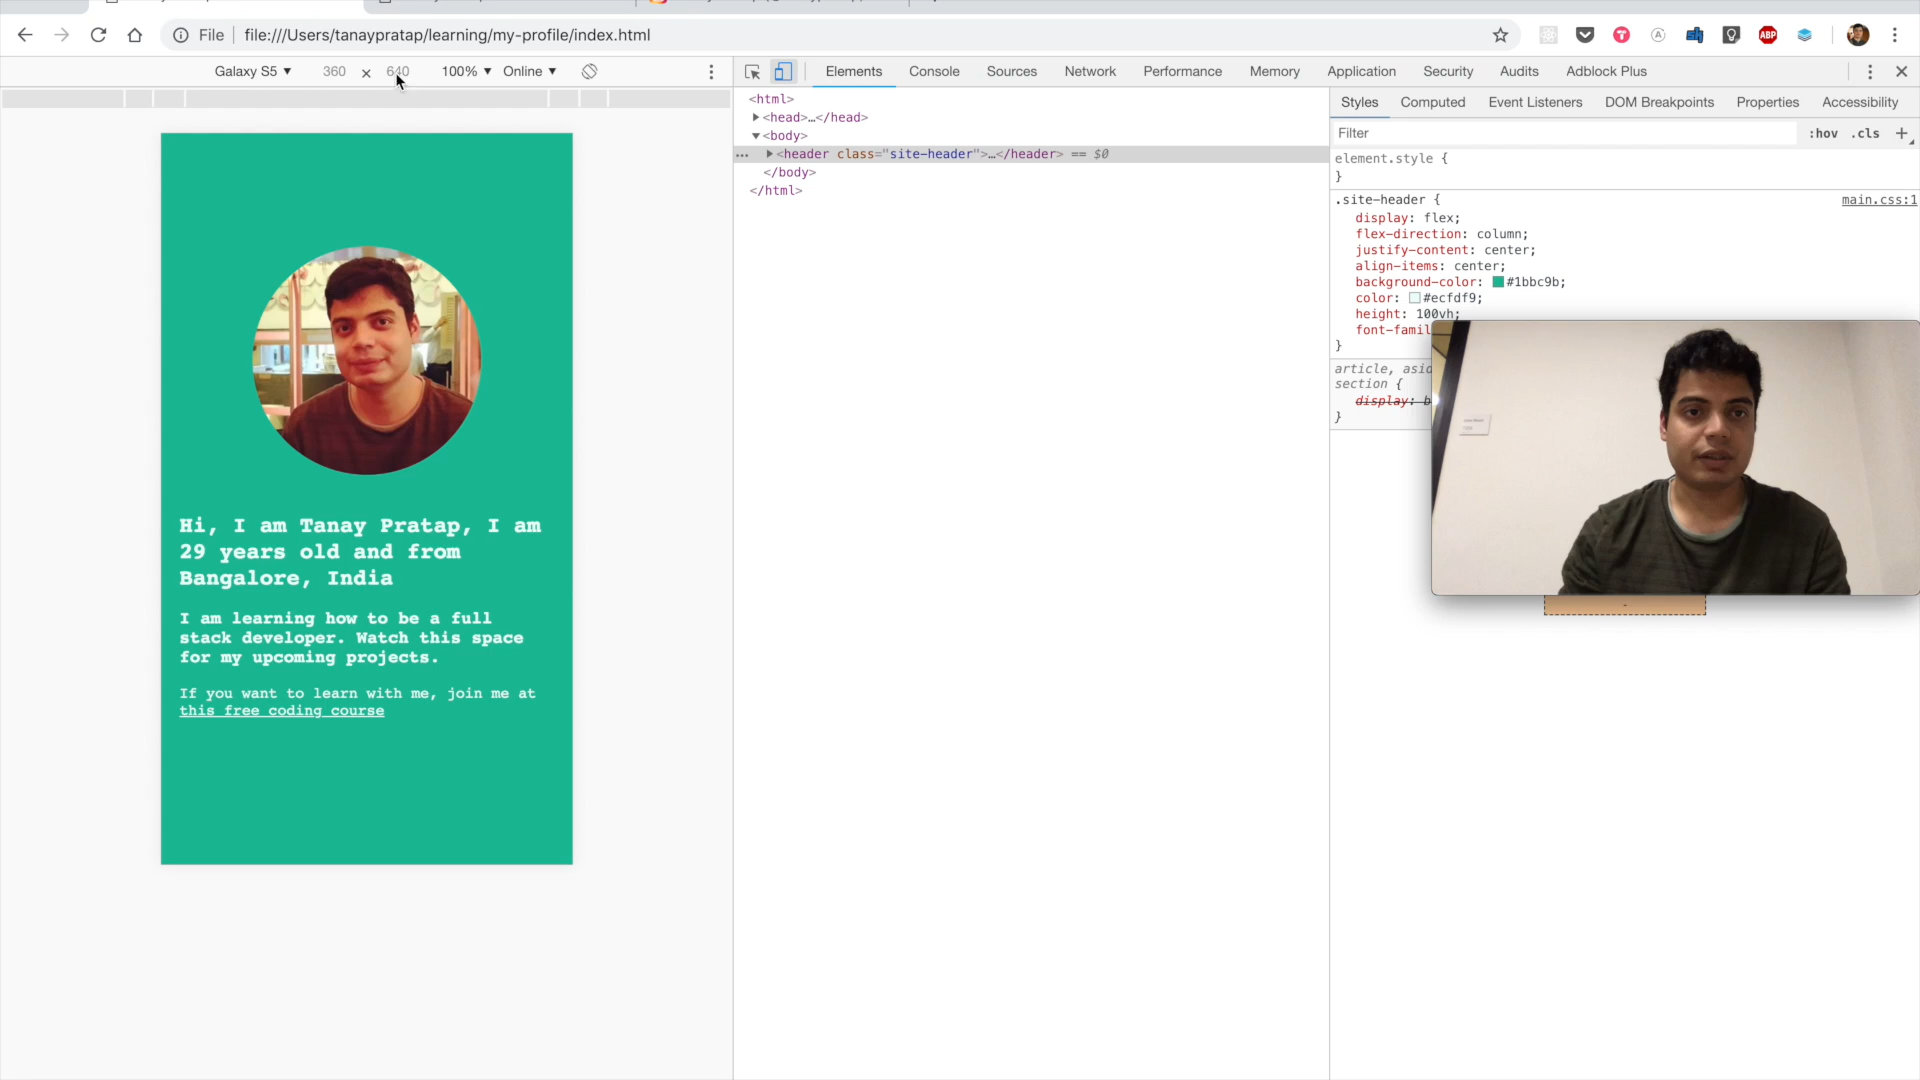 File file:///Users/tanaypratap/learning/my-profile/index.html
Galaxy S5 ▼ 360 × 640 100% ▼ Online ▼
Elements Console Sources Network Performance Memory Application Security Audits Adblock Plus
<html>
<head>…</head>
<body>
<header class="site-header">…</header> == $0
</body>
</html>
Styles Computed Event Listeners DOM Breakpoints Properties Accessibility
Filter :hov .cls +
element.style {
}
.site-header { main.css:1
display: flex;
flex-direction: column;
justify-content: center;
align-items: center;
background-color: #1bbc9b;
color: #ecfdf9;
height: 100vh;
font-famil
}
article, asid
section {
display: b
}
-
Hi, I am Tanay Pratap, I am
29 years old and from
Bangalore, India
I am learning how to be a full
stack developer. Watch this space
for my upcoming projects.
If you want to learn with me, join me at
this free coding course
ABP